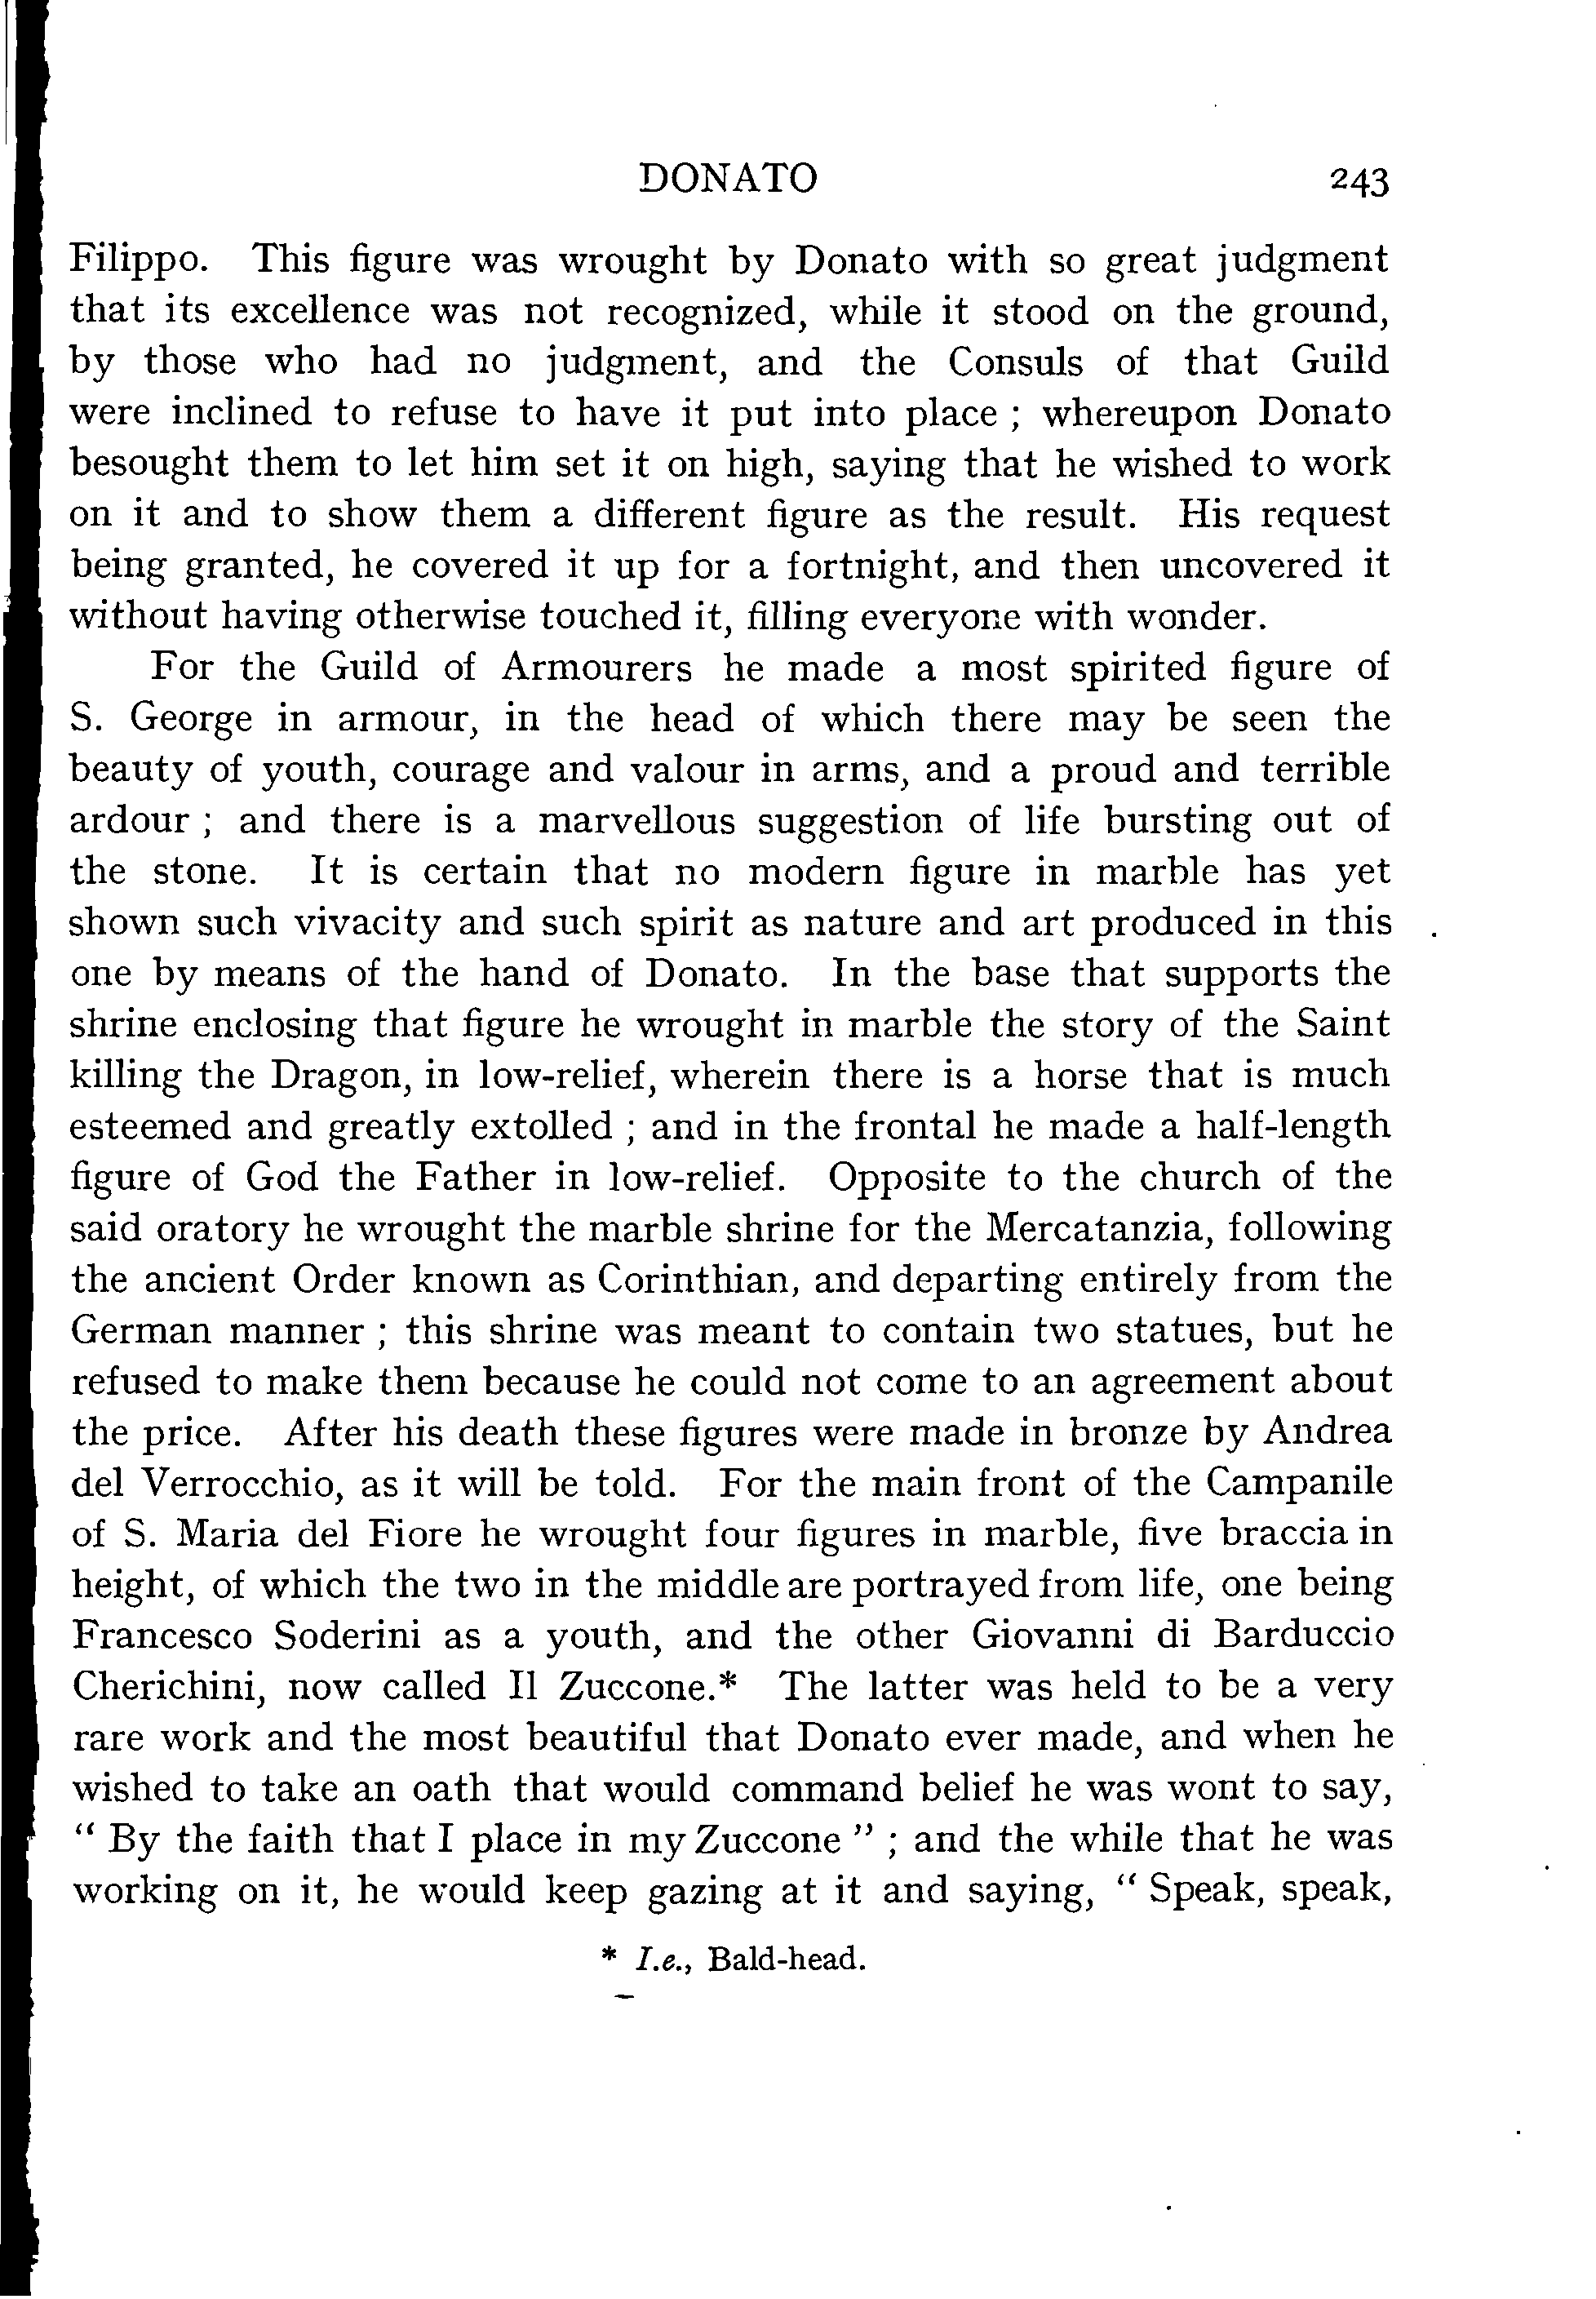 DONATO 243
Filippo. This figure was wrought by Donato with so great judgment
that its excellence was not recognized, while it stood on the ground,
by those who had no judgment, and the Consuls of that Guild
were inclined to refuse to have it put into place ; whereupon Donato
besought them to let him set it on high, saying that he wished to work
on it and to show them a different figure as the result. His request
being granted, he covered it up for a fortnight, and then uncovered it
without having otherwise touched it, filling everyone with wonder.
For the Guild of Armourers he made a most spirited figure of
S. George in armour, in the head of which there may be seen the
beauty of youth, courage and valour in arms, and a proud and terrible
ardour ; and there is a marvellous suggestion of life bursting out of
the stone. It is certain that no modern figure in marble has yet
shown such vivacity and such spirit as nature and art produced in this
one by means of the hand of Donato. In the base that supports the
shrine enclosing that figure he wrought in marble the story of the Saint
killing the Dragon, in low-relief, wherein there is a horse that is much
esteemed and greatly extolled ; and in the frontal he made a half-length
figure of God the Father in low-relief. Opposite to the church of the
said oratory he wrought the marble shrine for the Mercatanzia, following
the ancient Order known as Corinthian, and departing entirely from the
German manner ; this shrine was meant to contain two statues, but he
refused to make them because he could not come to an agreement about
the price. After his death these figures were made in bronze by Andrea
del Verrocchio, as it will be told. For the main front of the Campanile
of S. Maria del Fiore he wrought four figures in marble, five braccia in
height, of which the two in the middle are portrayed from life, one being
Francesco Soderini as a youth, and the other Giovanni di Barduccio
Cherichini, now called Il Zuccone.* The latter was held to be a very
rare work and the most beautiful that Donato ever made, and when he
wished to take an oath that would command belief he was wont to say,
“ By the faith that I place in my Zuccone ” ; and the while that he was
working on it, he would keep gazing at it and saying, “ Speak, speak,
* I.e., Bald-head.